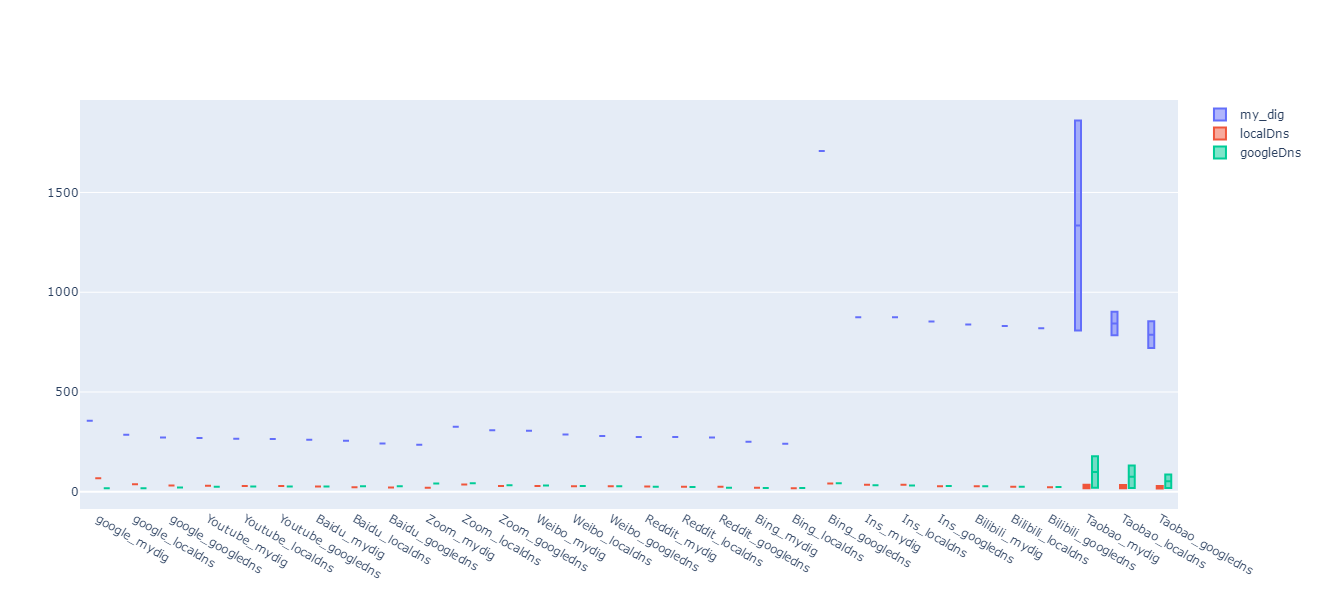 my_dig
localDns
googleDns
1500
1000
500
0
google_mydig
google_localdns
google_googledns
Youtube_mydig
Youtube_localdns
Youtube_googledns
Baidu_mydig
Baidu_localdns
Baidu_googledns
Zoom_mydig
Zoom_localdns
Zoom_googledns
Weibo_mydig
Weibo_localdns
Weibo_googledns
Reddit_mydig
Reddit_localdns
Reddit_googledns
Bing_mydig
Bing_localdns
Bing_googledns
Ins_mydig
Ins_localdns
Ins_googledns
Bilibili_mydig
Bilibili_localdns
Bilibili_googledns
Taobao_mydig
Taobao_localdns
Taobao_googledns